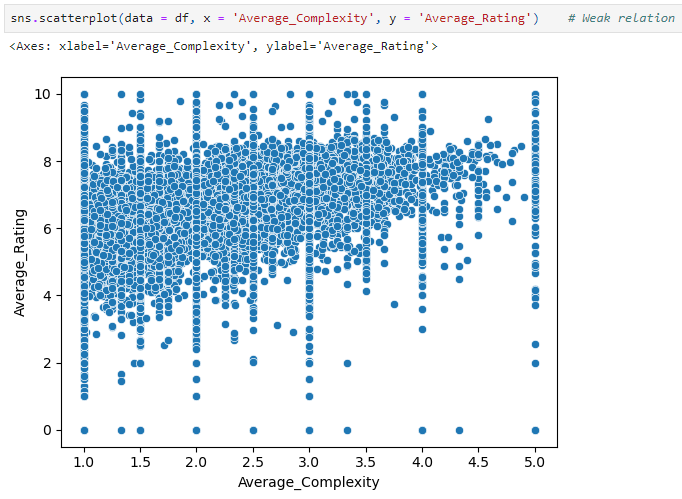 sns.scatterplot(data = df, x = 'Average_Complexity', y = 'Average_Rating')    # Weak relation
<Axes: xlabel='Average_Complexity', ylabel='Average_Rating'>
10
8
6
4
2
0
Average_Rating
1.0 1.5 2.0 2.5 3.0 3.5 4.0 4.5 5.0
Average_Complexity